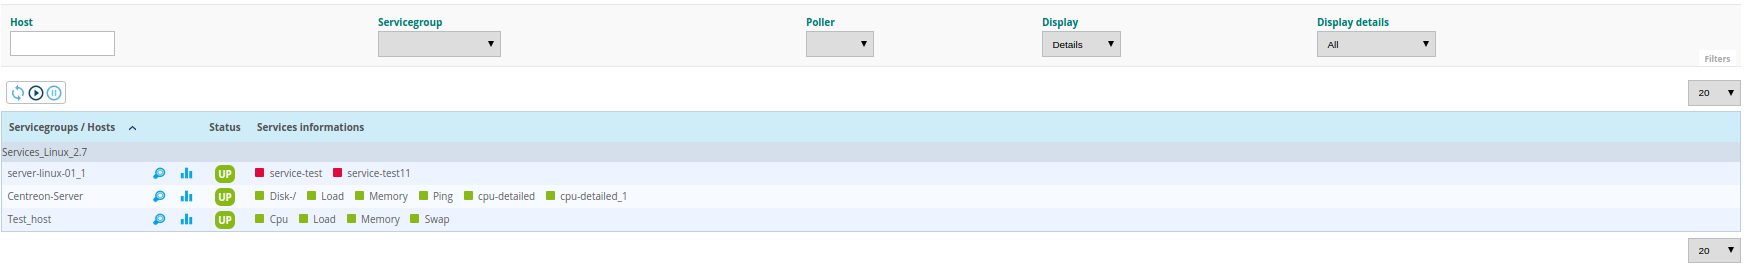 Host Servicegroup Poller Display Display details
Details All
Filters
20
Servicegroups / Hosts Status Services informations
Services_Linux_2.7
server-linux-01_1 UP service-test service-test11
Centreon-Server UP Disk-/ Load Memory Ping cpu-detailed cpu-detailed_1
Test_host UP Cpu Load Memory Swap
20